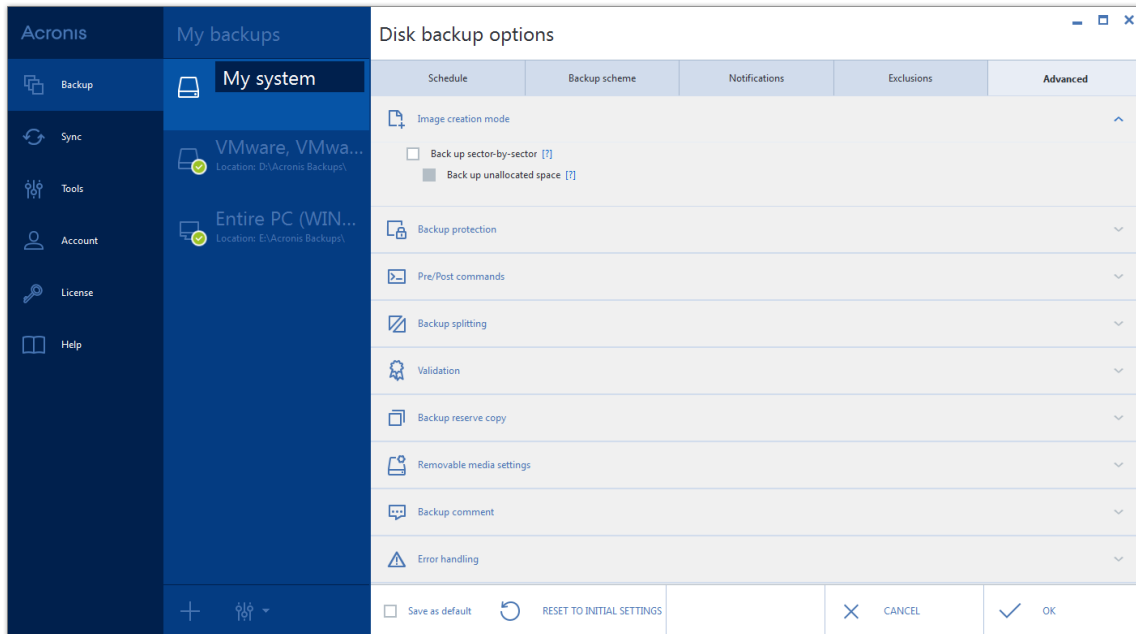 Acronis
My backups
Disk backup options
Schedule
Backup scheme
Notifications
Exclusions
Advanced
Backup
Sync
Tools
Account
License
Help
My system
VMware, VMwa...
Location: D:\Acronis Backups\
Entire PC (WIN...
Location: E:\Acronis Backups\
Image creation mode
Back up sector-by-sector [?]
Back up unallocated space [?]
Backup protection
Pre/Post commands
Backup splitting
Validation
Backup reserve copy
Removable media settings
Backup comment
Error handling
Save as default
RESET TO INITIAL SETTINGS
CANCEL
OK